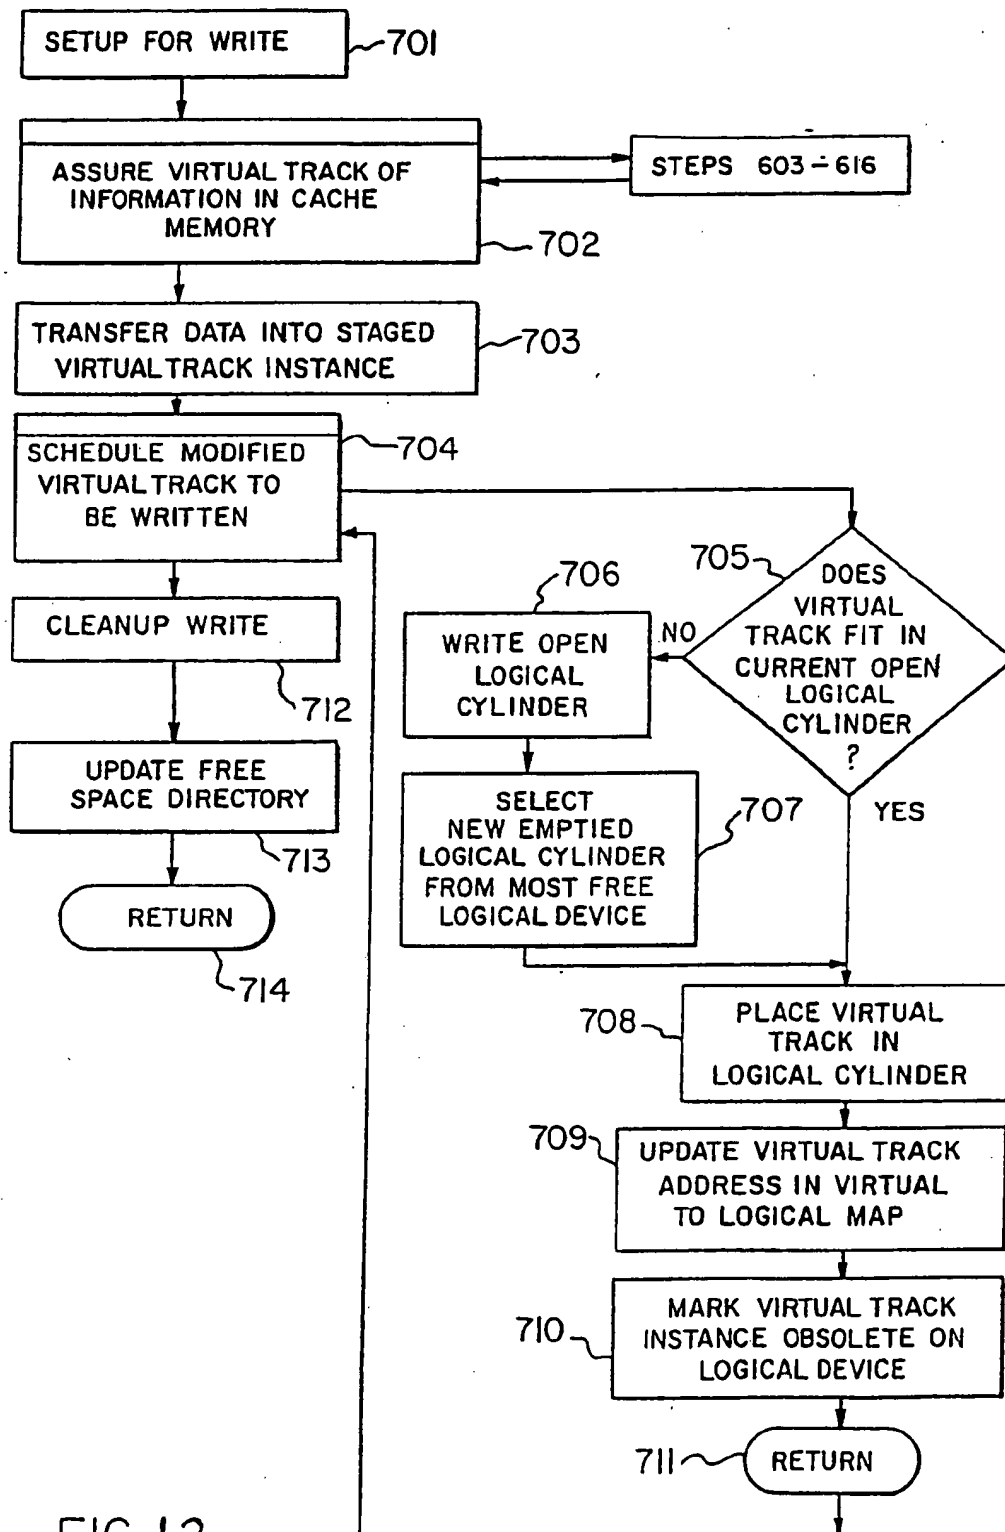 SETUP FOR WRITE
701
ASSURE VIRTUAL TRACK OF
INFORMATION IN CACHE
MEMORY
702
STEPS 603-616
TRANSFER DATA INTO STAGED
VIRTUAL TRACK INSTANCE
703
SCHEDULE MODIFIED
VIRTUAL TRACK TO
BE WRITTEN
704
CLEANUP WRITE
712
UPDATE FREE
SPACE DIRECTORY
713
RETURN
714
705
DOES
VIRTUAL
TRACK FIT IN
CURRENT OPEN
LOGICAL
CYLINDER
?
NO
YES
706
WRITE OPEN
LOGICAL
CYLINDER
SELECT
NEW EMPTIED
LOGICAL CYLINDER
FROM MOST FREE
LOGICAL DEVICE
707
708
PLACE VIRTUAL
TRACK IN
LOGICAL CYLINDER
709
UPDATE VIRTUAL TRACK
ADDRESS IN VIRTUAL
TO LOGICAL MAP
710
MARK VIRTUAL TRACK
INSTANCE OBSOLETE ON
LOGICAL DEVICE
711
RETURN